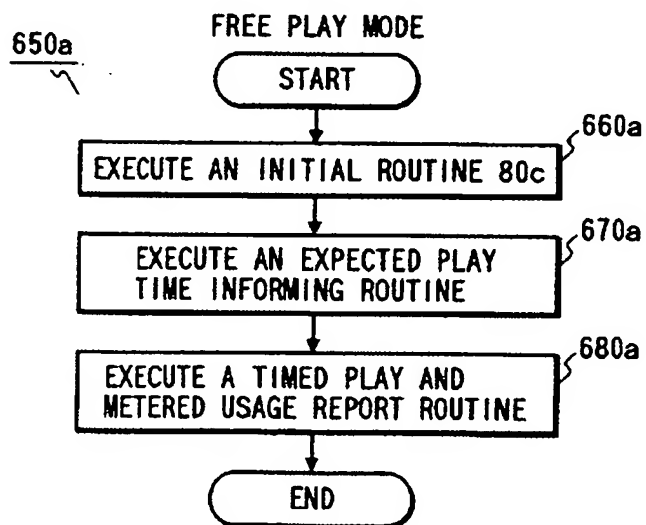 FREE PLAY MODE
650a
START
660a
EXECUTE AN INITIAL ROUTINE 80c
670a
EXECUTE AN EXPECTED PLAY
TIME INFORMING ROUTINE
680a
EXECUTE A TIMED PLAY AND
METERED USAGE REPORT ROUTINE
END